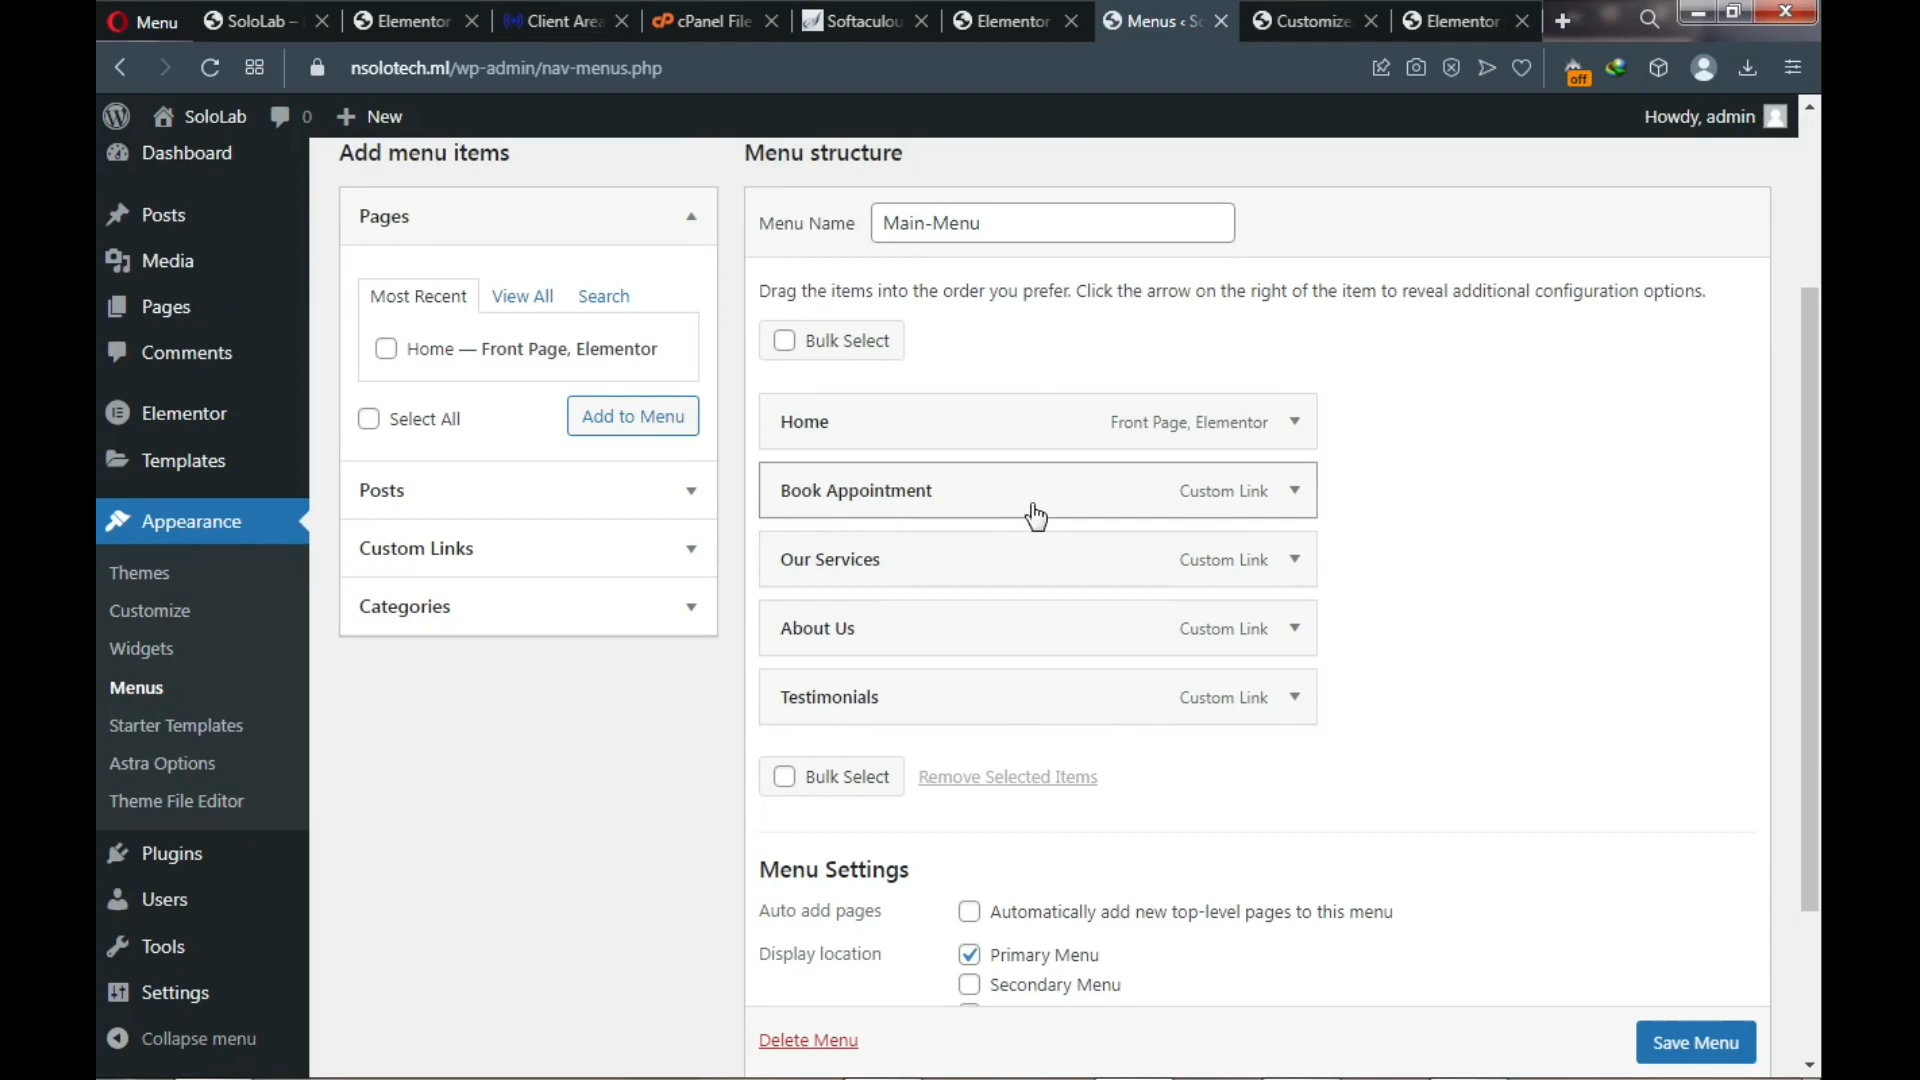 Menu
SoloLab –
Elementor
Client Area
cPanel File
Softaculou
Elementor
Menus ‹ So
Customize
Elementor
nsolotech.ml/wp-admin/nav-menus.php
off
SoloLab
0
New
Howdy, admin
Dashboard
Posts
Media
Pages
Comments
Elementor
Templates
Appearance
Themes
Customize
Widgets
Menus
Starter Templates
Astra Options
Theme File Editor
Plugins
Users
Tools
Settings
Collapse menu
Add menu items
Pages
Most Recent
View All
Search
Home — Front Page, Elementor
Select All
Add to Menu
Posts
Custom Links
Categories
Menu structure
Menu Name
Main-Menu
Drag the items into the order you prefer. Click the arrow on the right of the item to reveal additional configuration options.
Bulk Select
Home
Front Page, Elementor
Book Appointment
Custom Link
Our Services
Custom Link
About Us
Custom Link
Testimonials
Custom Link
Bulk Select
Remove Selected Items
Menu Settings
Auto add pages
Automatically add new top-level pages to this menu
Display location
Primary Menu
Secondary Menu
Delete Menu
Save Menu